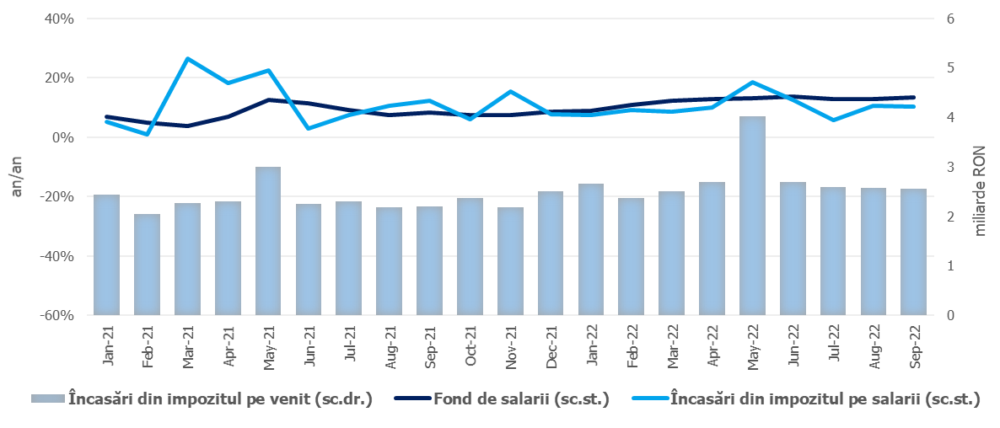 40%
20%
0%
-20%
-40%
-60%
an/an
6
5
4
3
2
1
0
miliarde RON
Jan-21
Feb-21
Mar-21
Apr-21
May-21
Jun-21
Jul-21
Aug-21
Sep-21
Oct-21
Nov-21
Dec-21
Jan-22
Feb-22
Mar-22
Apr-22
May-22
Jun-22
Jul-22
Aug-22
Sep-22
Încasări din impozitul pe venit (sc.dr.)
Fond de salarii (sc.st.)
Încasări din impozitul pe salarii (sc.st.)